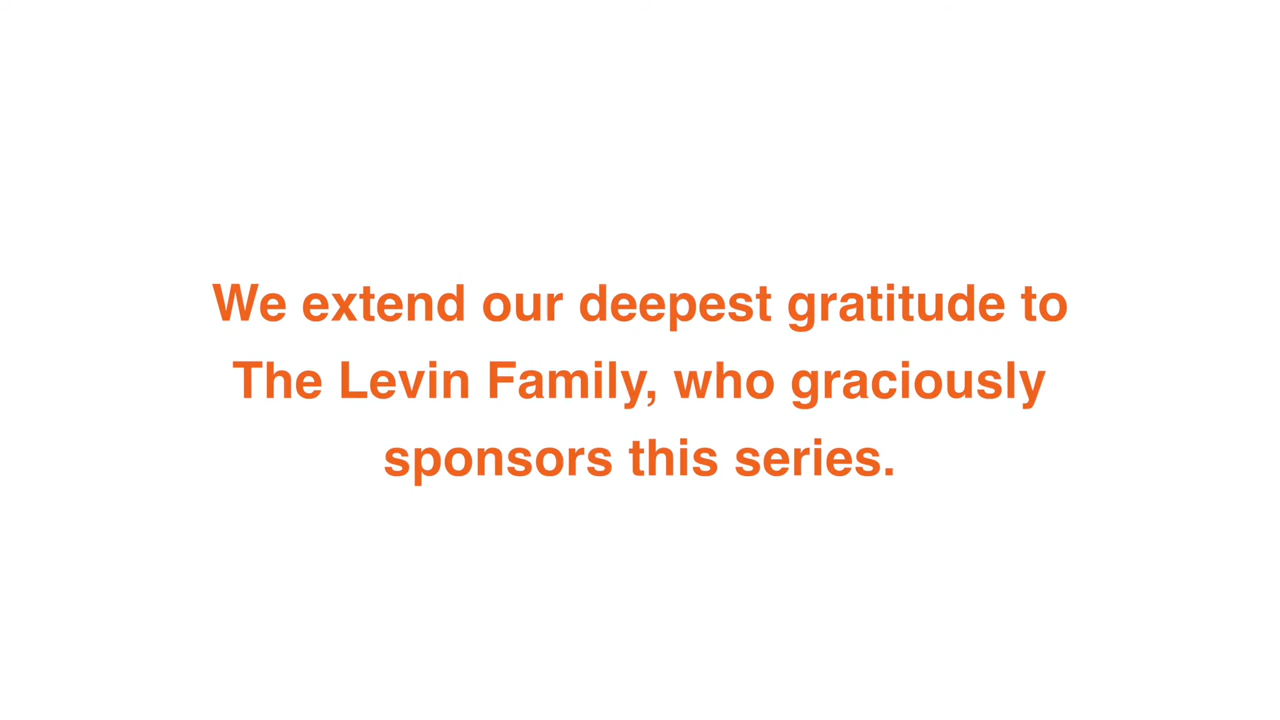 We extend our deepest gratitude to
The Levin Family, who graciously
sponsors this series.